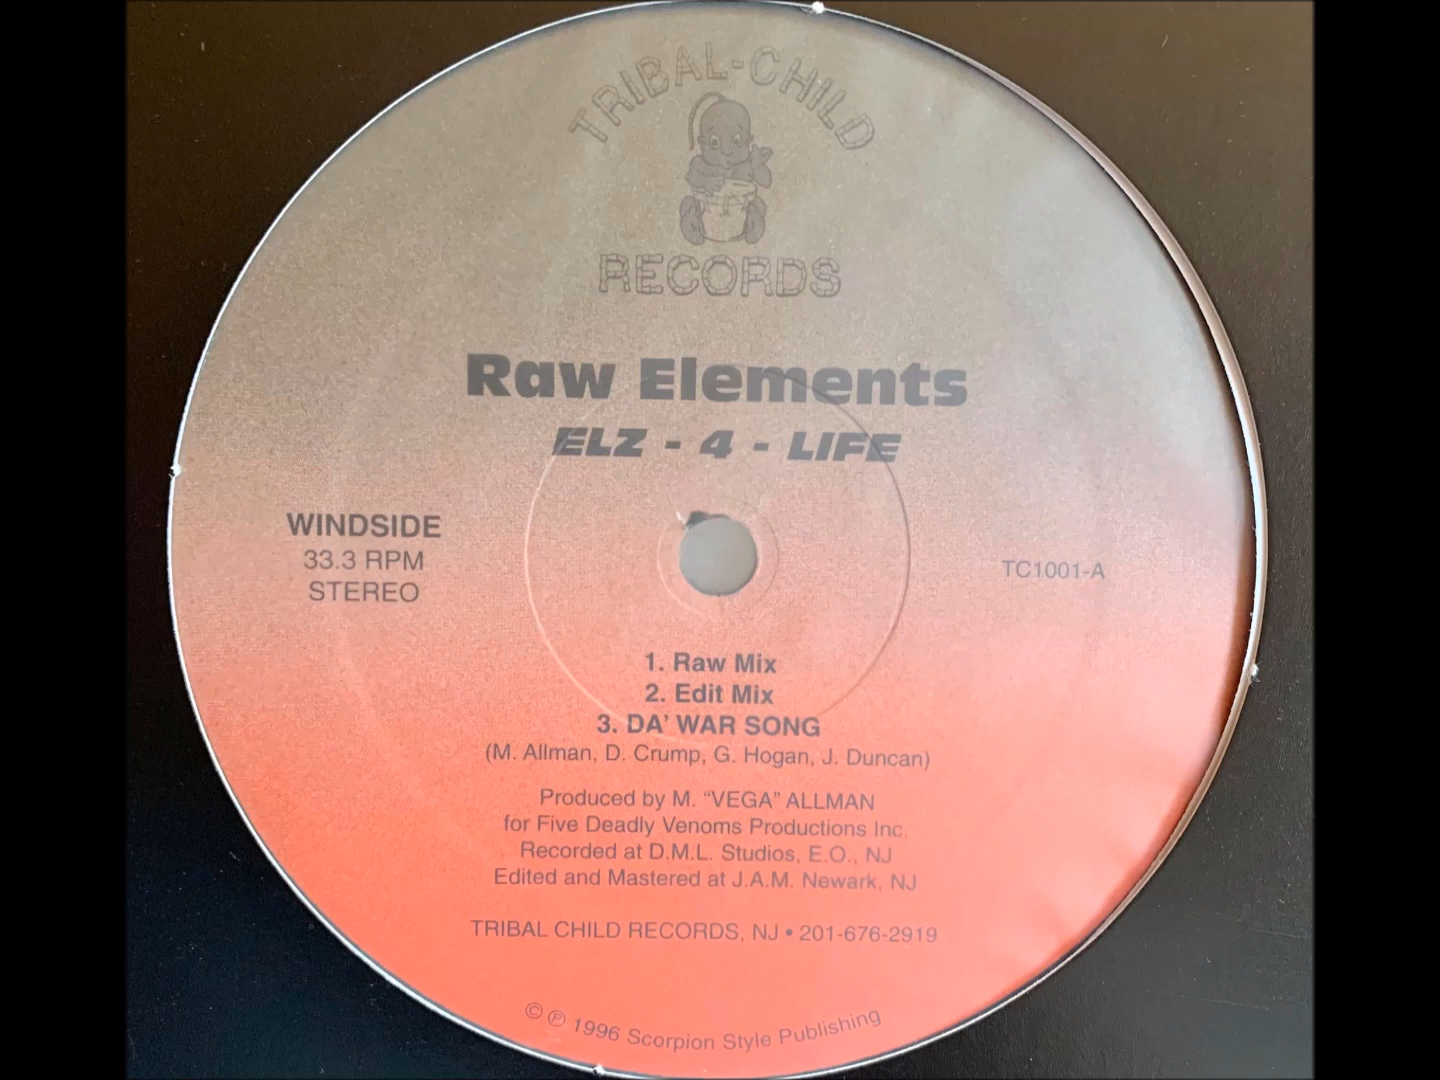 TRIBAL-CHILD
RECORDS
Raw Elements
ELZ - 4 - LIFE
WINDSIDE
33.3 RPM
STEREO
TC1001-A
1. Raw Mix
2. Edit Mix
3. DA' WAR SONG
(M. Allman, D. Crump, G. Hogan, J. Duncan)
Produced by M. “VEGA” ALLMAN
for Five Deadly Venoms Productions Inc.
Recorded at D.M.L. Studios, E.O., NJ
Edited and Mastered at J.A.M. Newark, NJ
TRIBAL CHILD RECORDS, NJ • 201-676-2919
© ℗ 1996 Scorpion Style Publishing